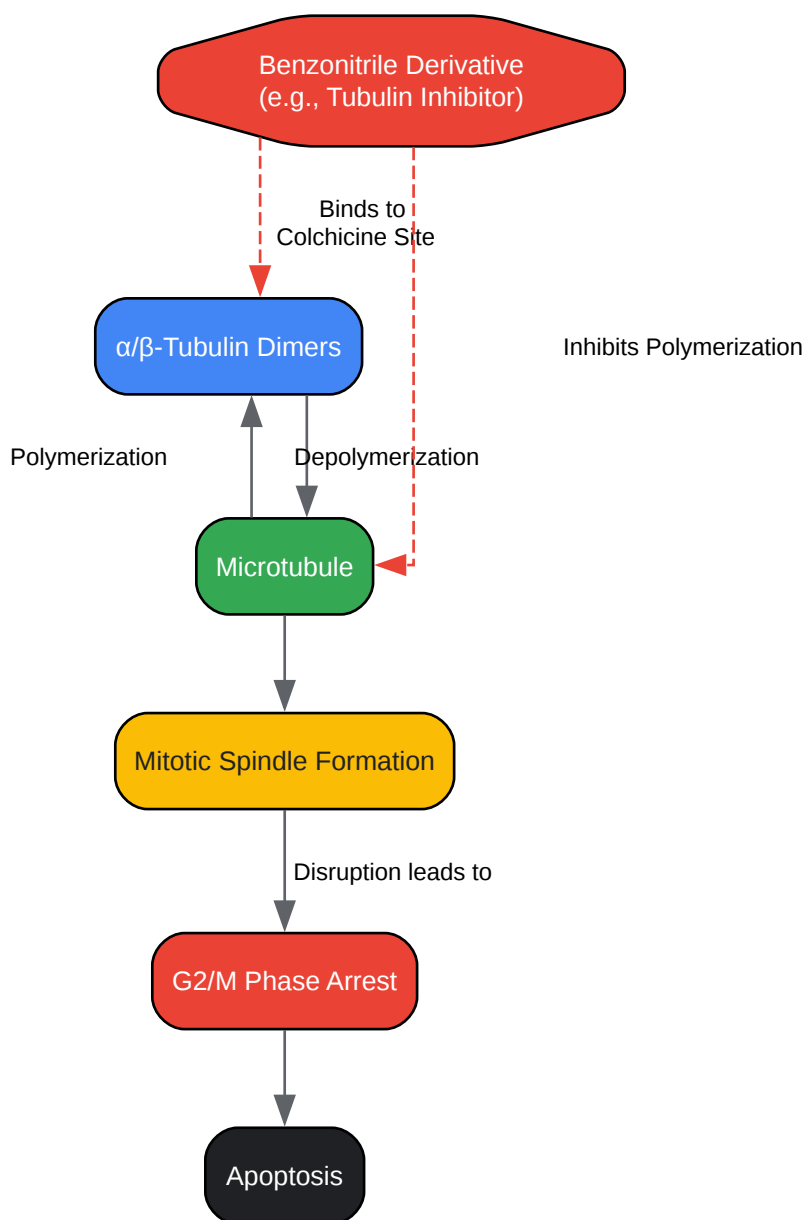 Benzonitrile Derivative
(e.g., Tubulin Inhibitor)
Binds to
Colchicine Site
α/β-Tubulin Dimers
Inhibits Polymerization
Polymerization
Depolymerization
Microtubule
Mitotic Spindle Formation
Disruption leads to
G2/M Phase Arrest
Apoptosis